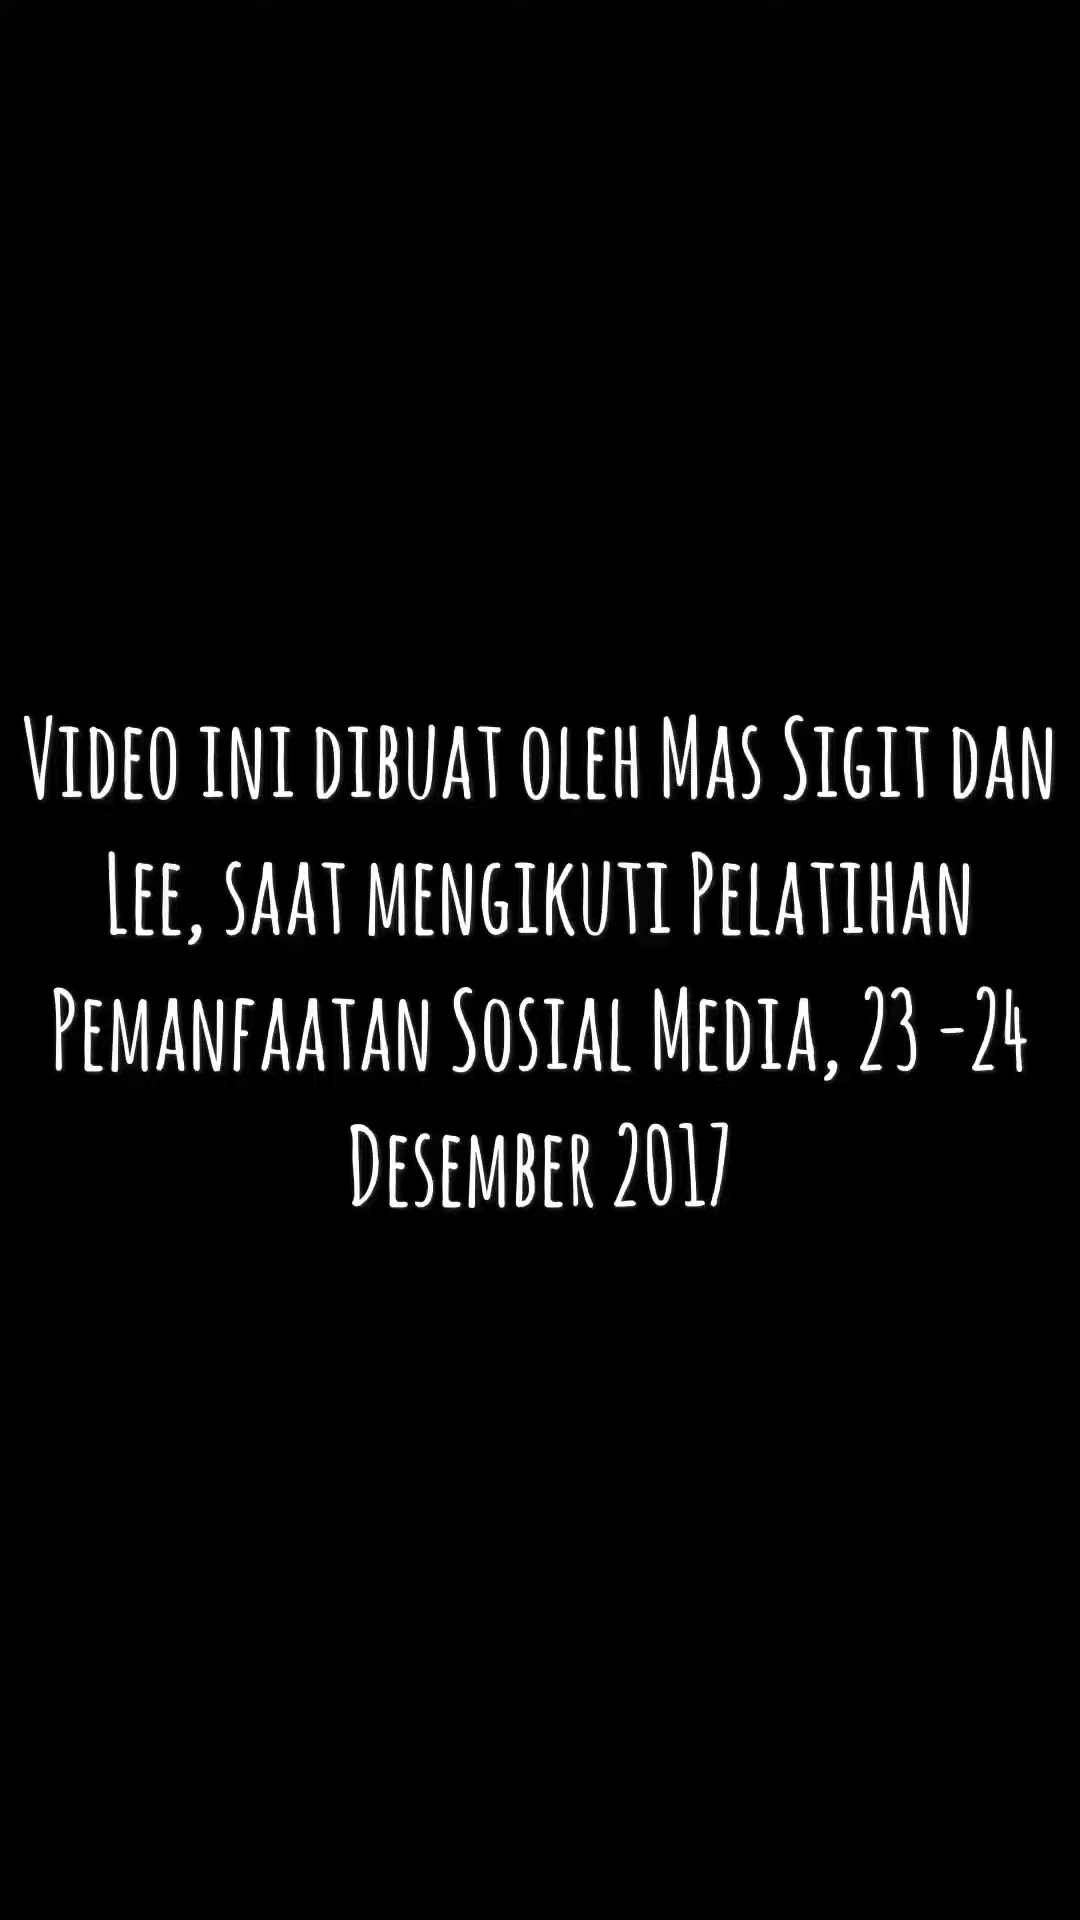 Video ini dibuat oleh Mas Sigit dan
Lee, saat mengikuti Pelatihan
Pemanfaatan Sosial Media, 23 -24
Desember 2017